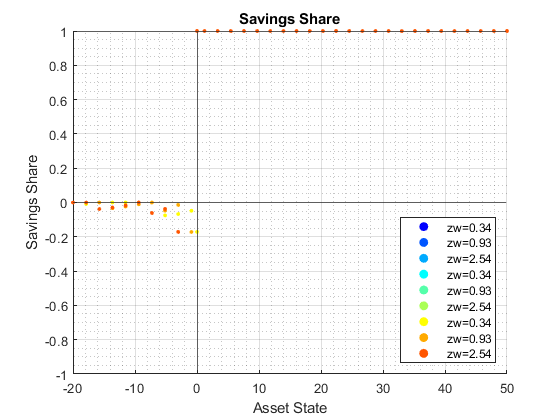 Savings Share
1
0.8
0.6
0.4
0.2
0
-0.2
-0.4
-0.6
-0.8
-1
Savings Share
zw=0.34
zw=0.93
zw=2.54
zw=0.34
zw=0.93
zw=2.54
zw=0.34
zw=0.93
zw=2.54
-20 -10 0 10 20 30 40 50
Asset State